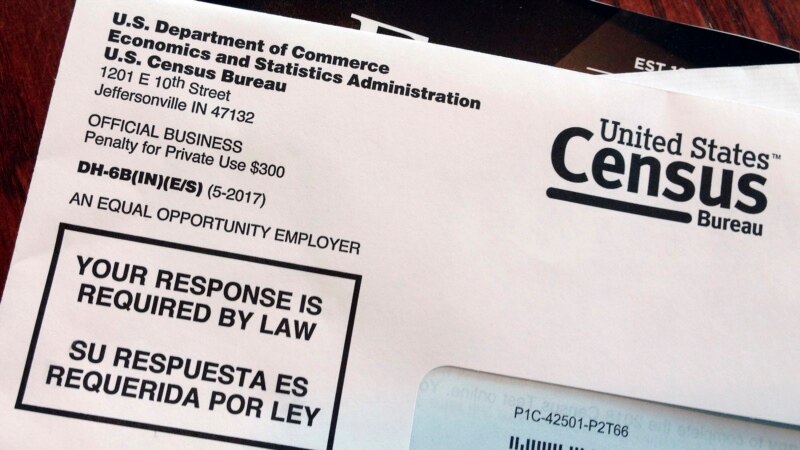 U.S. Department of Commerce
Economics and Statistics Administration
U.S. Census Bureau
1201 E 10th Street
Jeffersonville IN 47132
OFFICIAL BUSINESS
Penalty for Private Use $300
DH-6B(IN)(E/S) (5-2017)
AN EQUAL OPPORTUNITY EMPLOYER
YOUR RESPONSE IS
REQUIRED BY LAW
SU RESPUESTA ES
REQUERIDA POR LEY
EST
United States™
Census
Bureau
P1C-42501-P2T66